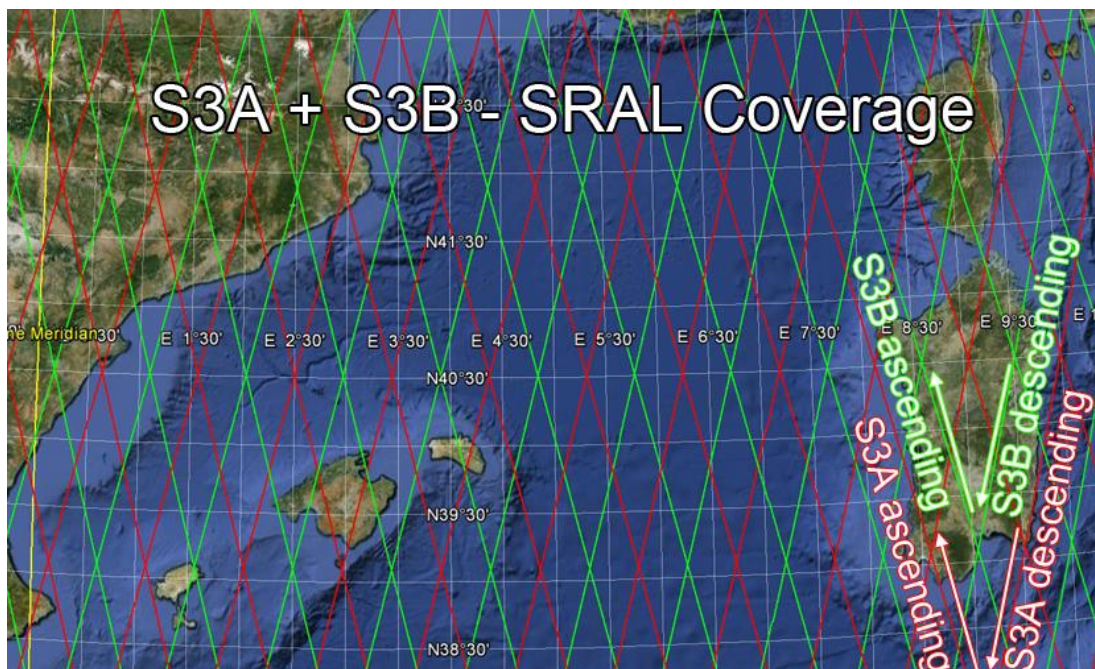 S3A + S3B - SRAL Coverage
N41°30'
me Meridian
E 1°30'
E 2°30'
E 3°30'
E 4°30'
E 5°30'
E 6°30'
E 7°30'
E 8°30'
E 9°30'
N40°30'
N39°30'
N38°30'
S3B ascending
S3B descending
S3A ascending
S3A descending